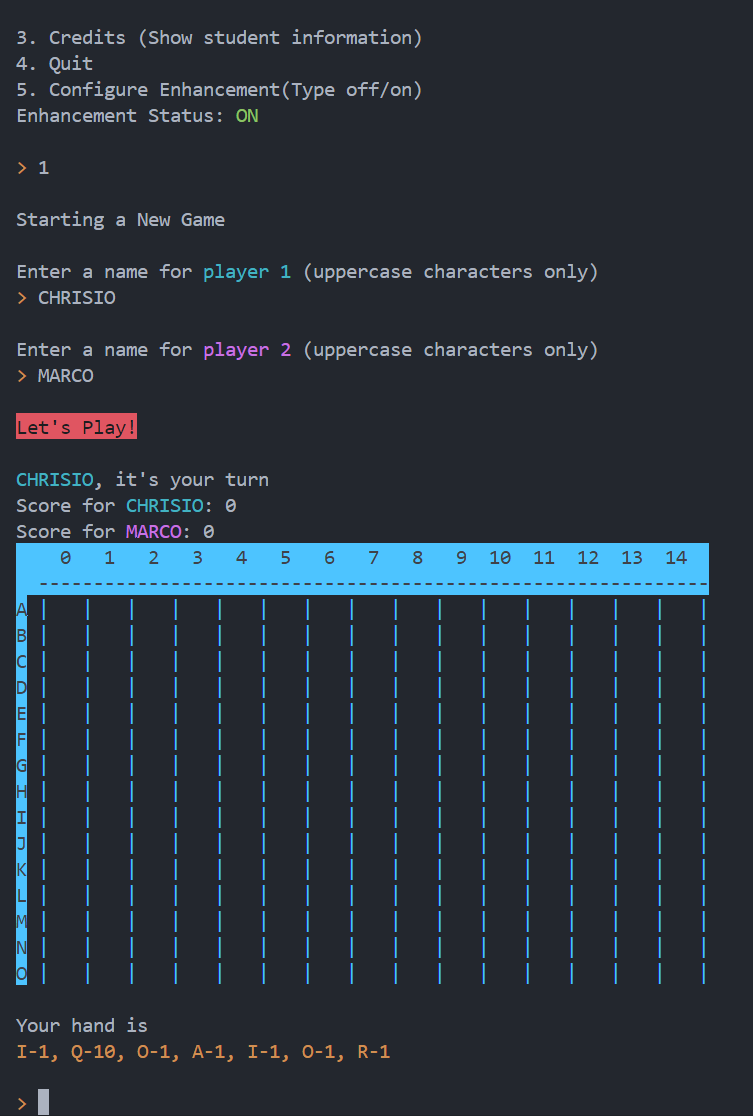 3. Credits (Show student information)
4. Quit
5. Configure Enhancement(Type off/on)
Enhancement Status: ON
> 1
Starting a New Game
Enter a name for player 1 (uppercase characters only)
> CHRISIO
Enter a name for player 2 (uppercase characters only)
> MARCO
Let's Play!
CHRISIO, it's your turn
Score for CHRISIO: 0
Score for MARCO: 0
0 1 2 3 4 5 6 7 8 9 10 11 12 13 14
-------------------------------------------------------------
A | | | | | | | | | | | | | | | |
B | | | | | | | | | | | | | | | |
C | | | | | | | | | | | | | | | |
D | | | | | | | | | | | | | | | |
E | | | | | | | | | | | | | | | |
F | | | | | | | | | | | | | | | |
G | | | | | | | | | | | | | | | |
H | | | | | | | | | | | | | | | |
I | | | | | | | | | | | | | | | |
J | | | | | | | | | | | | | | | |
K | | | | | | | | | | | | | | | |
L | | | | | | | | | | | | | | | |
M | | | | | | | | | | | | | | | |
N | | | | | | | | | | | | | | | |
O | | | | | | | | | | | | | | | |
Your hand is
I-1, Q-10, O-1, A-1, I-1, O-1, R-1
>